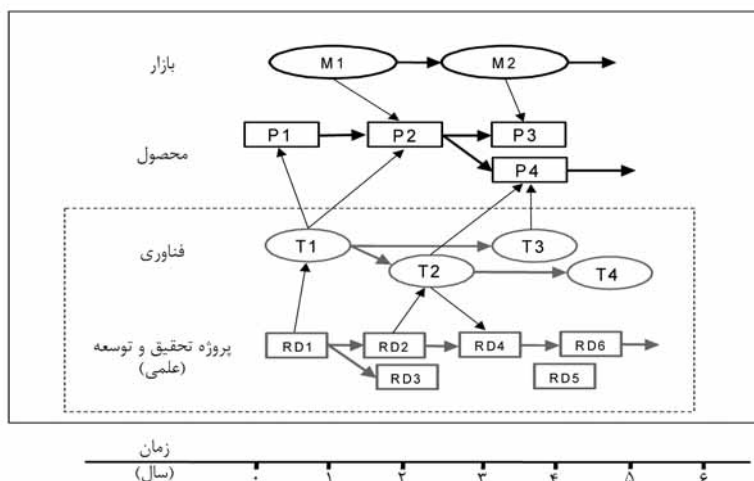 بازار
M1
M2
محصول
P1
P2
P3
P4
فناوری
T1
T2
T3
T4
پروژه تحقیق و توسعه
(علمی)
RD1
RD2
RD4
RD6
RD3
RD5
زمان
(سال)
۰ ۱ ۲ ۳ ۴ ۵ ۶